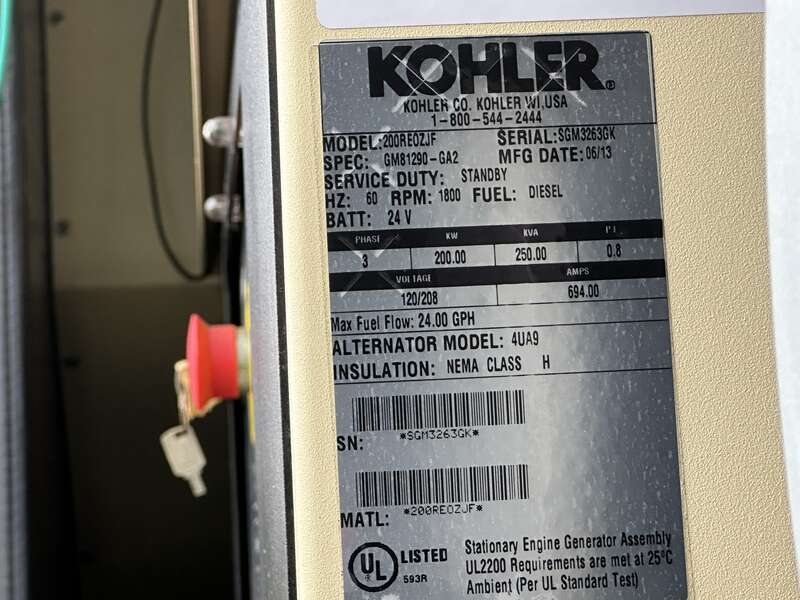 KOHLER®
KOHLER CO. KOHLER WI.USA
1-800-544-2444
MODEL:200REOZJF SERIAL:SGM3263GK
SPEC: GM81290-GA2 MFG DATE:06/13
SERVICE DUTY: STANDBY
HZ: 60 RPM: 1800 FUEL: DIESEL
BATT: 24 V
PHASE KW KVA
3 200.00 250.00 0.8
VOLTAGE AMPS
120/208 694.00
Max Fuel Flow: 24.00 GPH
ALTERNATOR MODEL: 4UA9
INSULATION: NEMA CLASS H
SN: *SGM3263GK*
MATL: *200REOZJF*
UL LISTED
593R
Stationary Engine Generator Assembly
UL2200 Requirements are met at 25°C
Ambient (Per UL Standard Test)